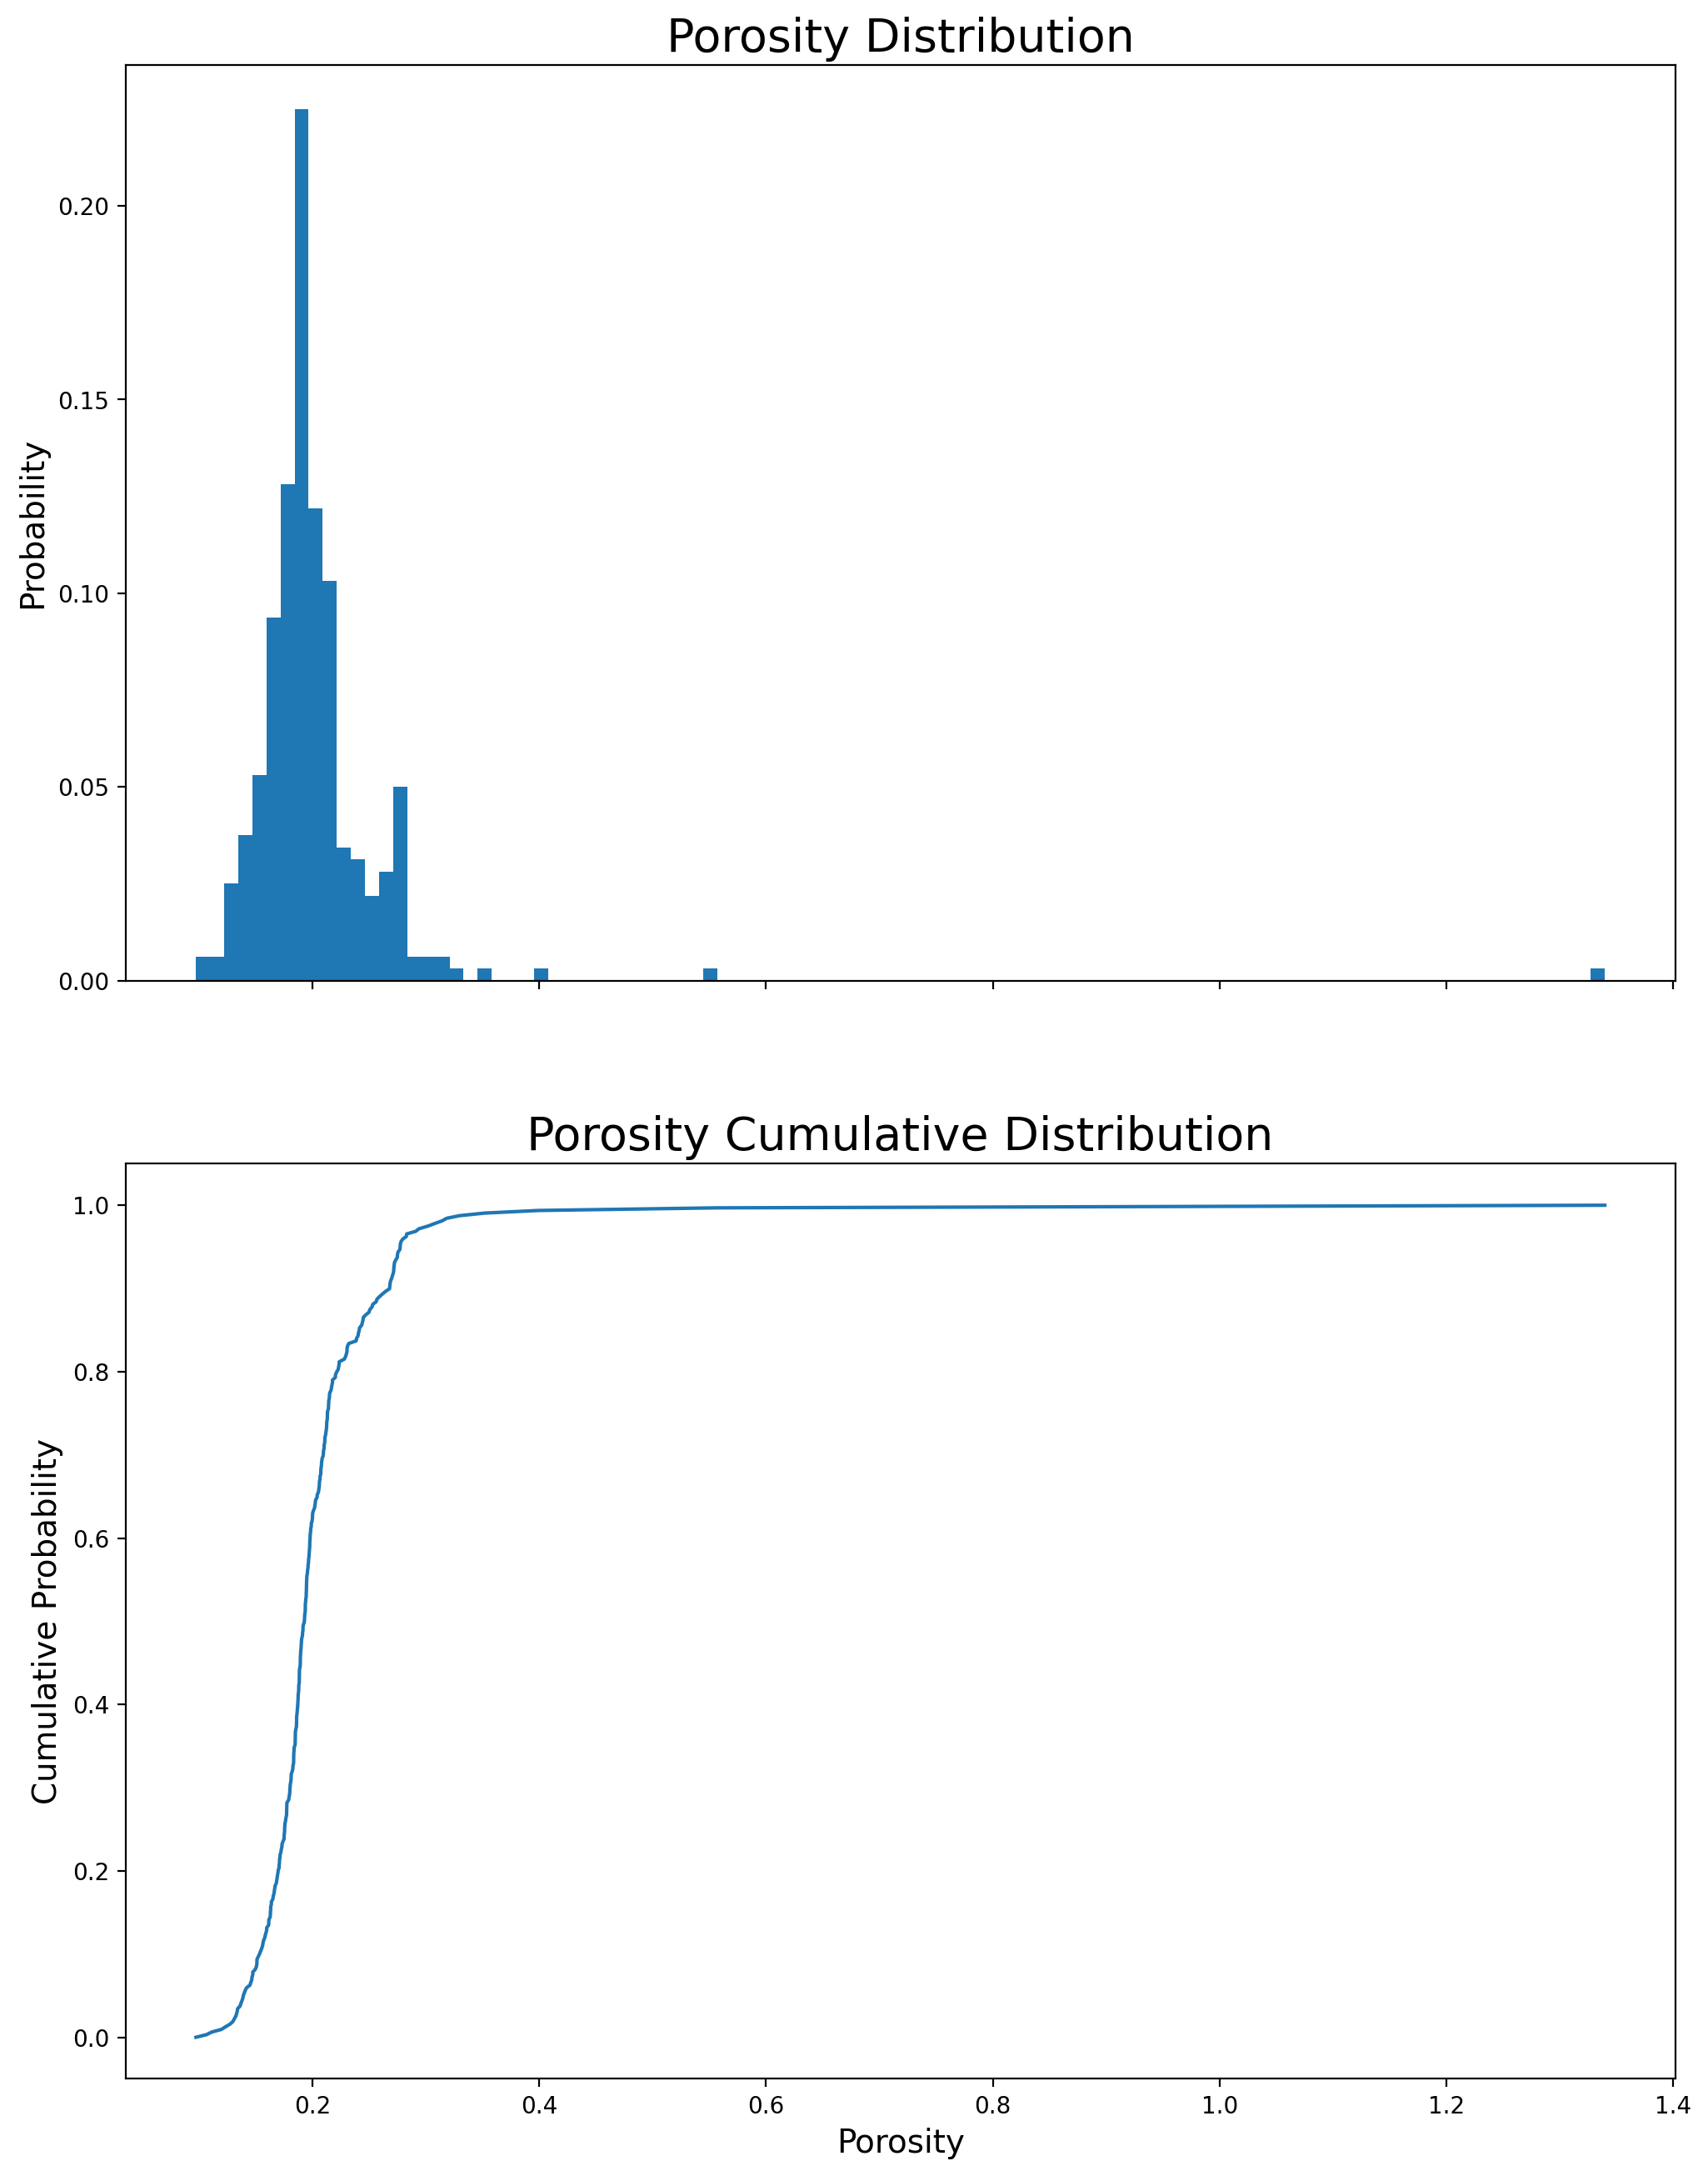 Porosity Distribution
Probability
0.20
0.15
0.10
0.05
0.00
Porosity Cumulative Distribution
Cumulative Probability
1.0
0.8
0.6
0.4
0.2
0.0
0.2 0.4 0.6 0.8 1.0 1.2 1.4
Porosity